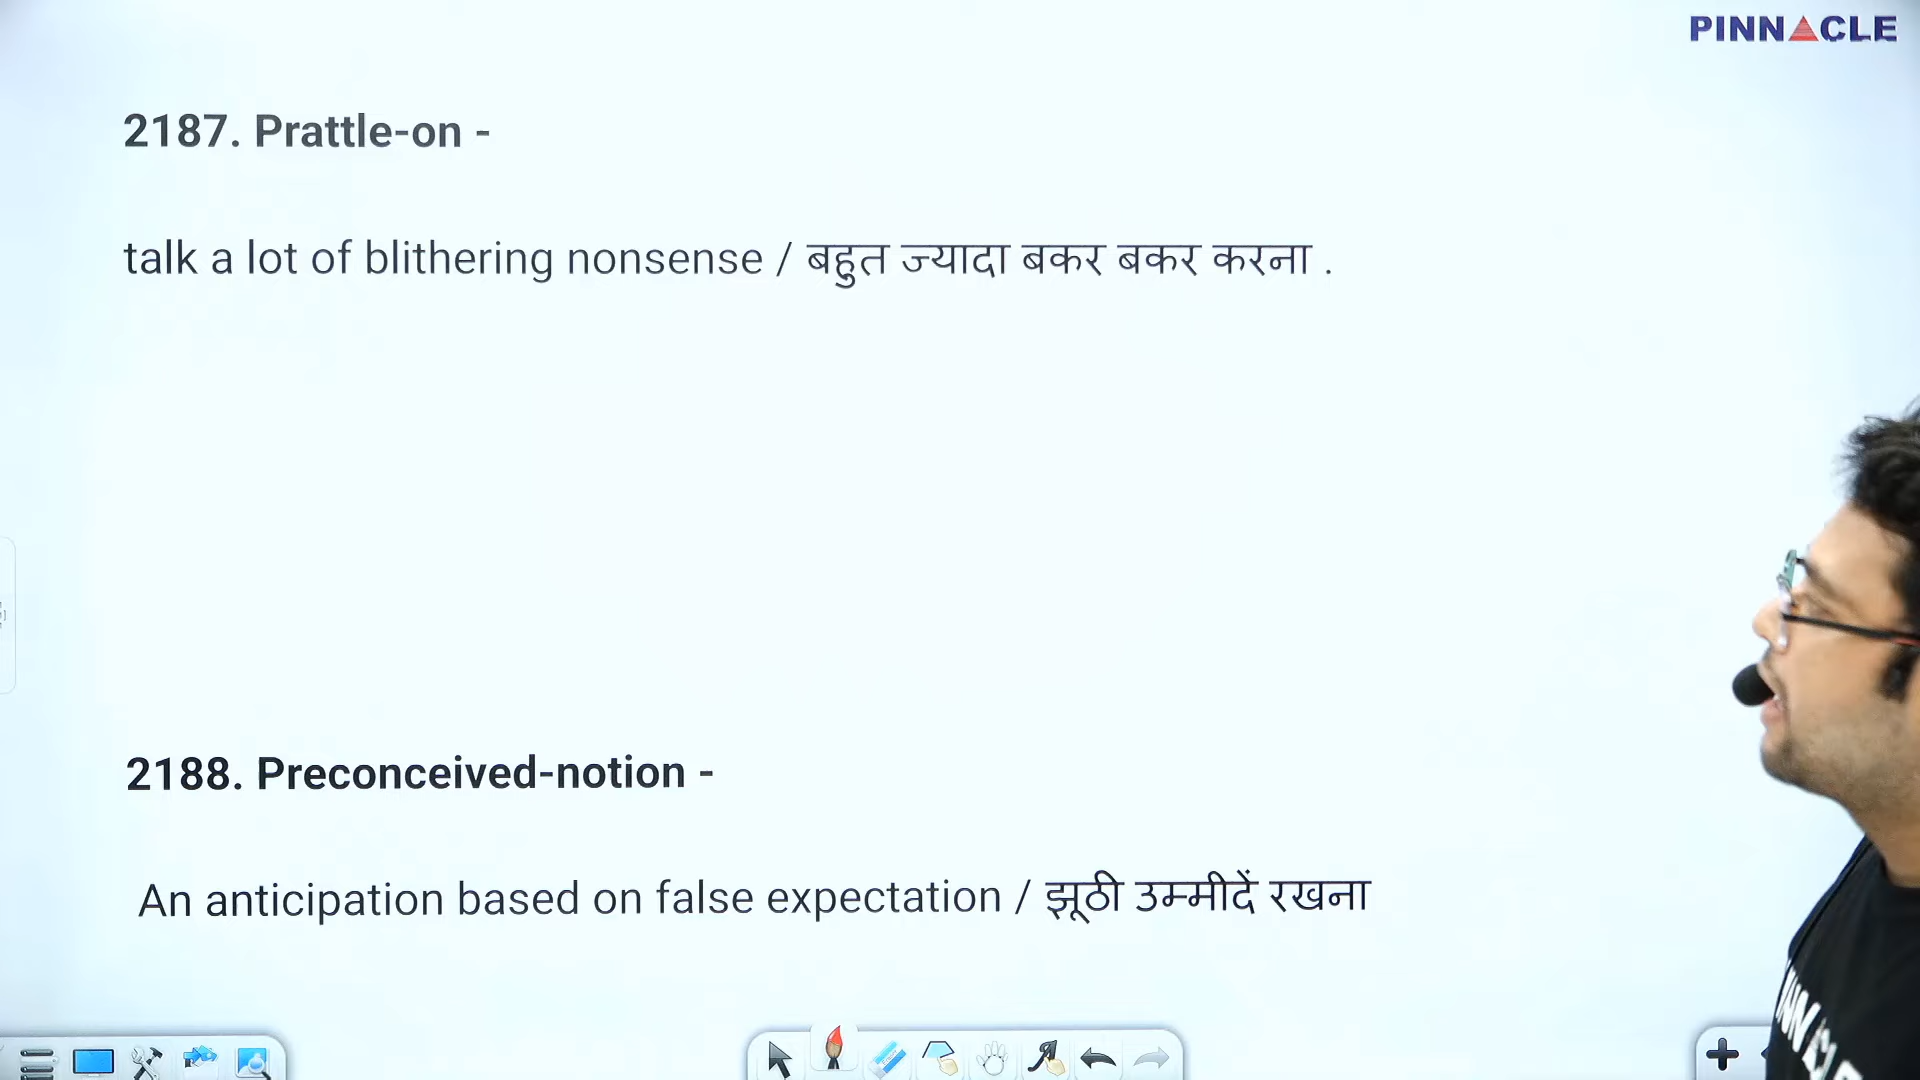 PINNACLE
2187. Prattle-on -
talk a lot of blithering nonsense / बहुत ज्यादा बकर बकर करना .
2188. Preconceived-notion -
An anticipation based on false expectation / झूठी उम्मीदें रखना